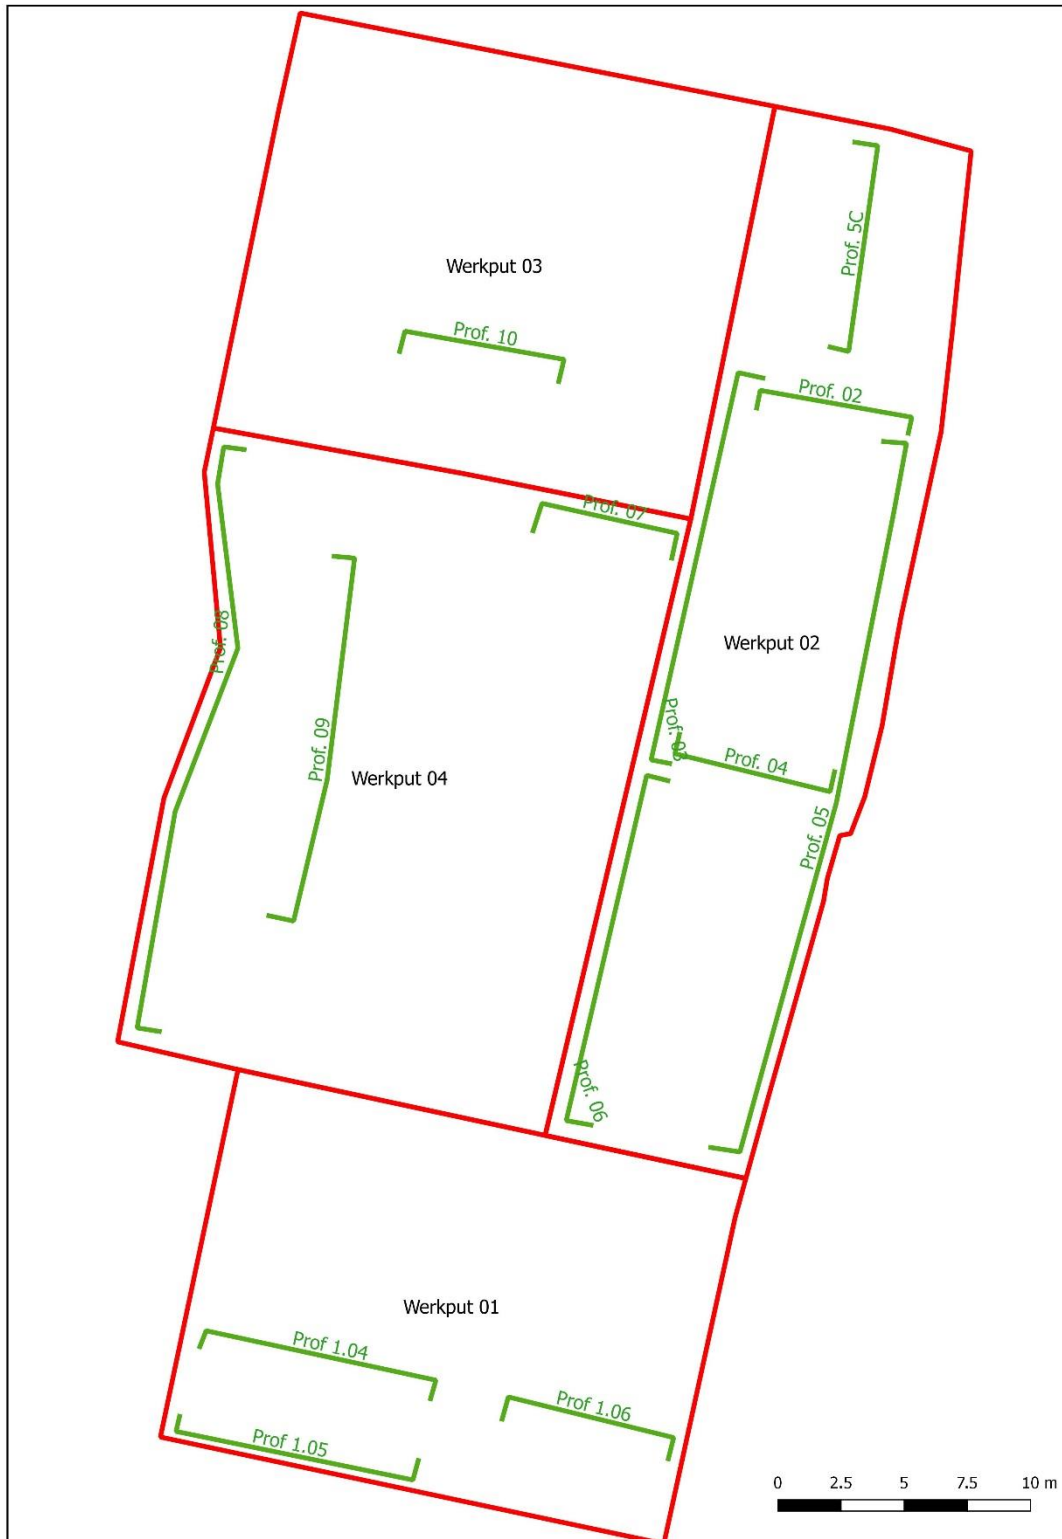 Prof. 5C
Werkput 03
Prof. 10
Prof. 02
Prof. 07
Prof. 08
Werkput 02
Prof. 03
Prof. 09
Werkput 04
Prof. 04
Prof. 05
Prof. 06
Werkput 01
Prof 1.04
Prof 1.06
Prof 1.05
0 2.5 5 7.5 10 m